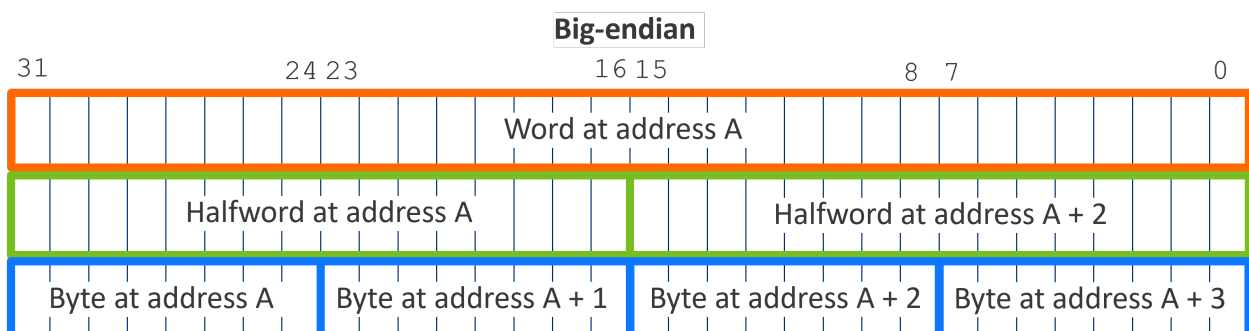 Big-endian
31 24 23 16 15 8 7 0
Word at address A
Halfword at address A Halfword at address A + 2
Byte at address A Byte at address A + 1 Byte at address A + 2 Byte at address A + 3